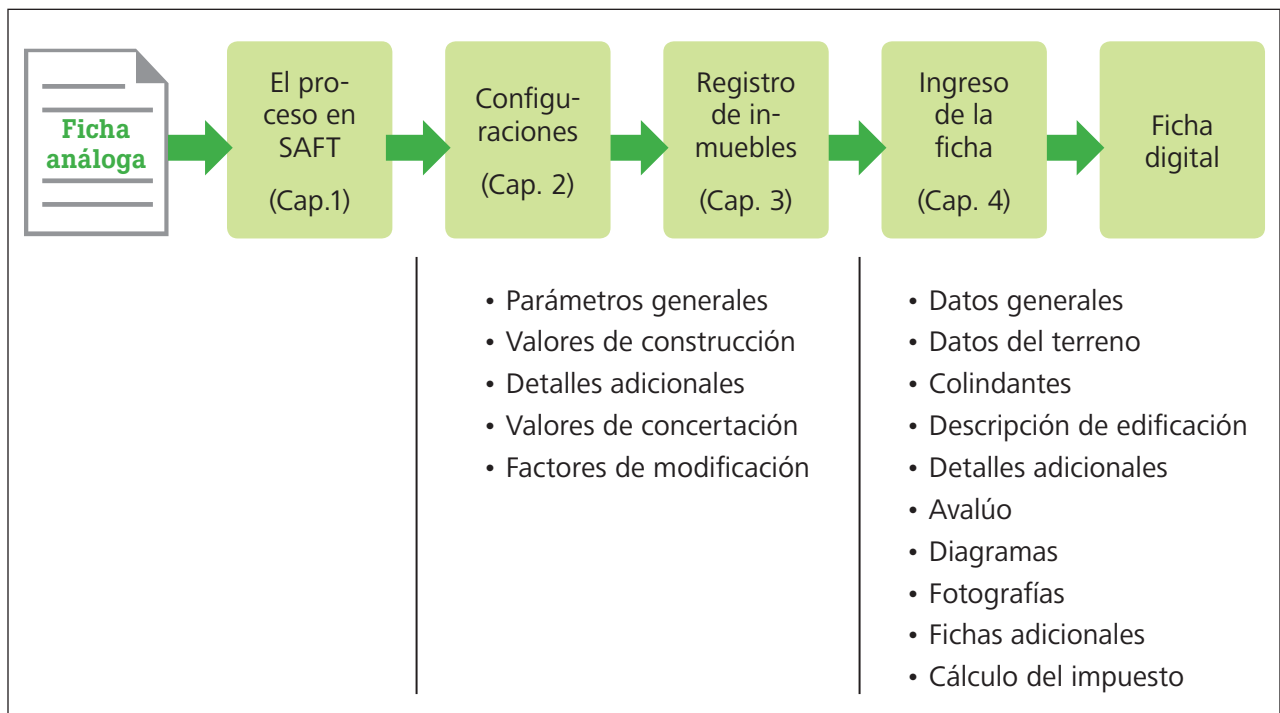 Ficha
análoga
El pro-
ceso en
SAFT
(Cap.1)
Configu-
raciones
(Cap. 2)
Registro
de in-
muebles
(Cap. 3)
Ingreso
de la
ficha
(Cap. 4)
Ficha
digital
• Parámetros generales
• Valores de construcción
• Detalles adicionales
• Valores de concertación
• Factores de modificación
• Datos generales
• Datos del terreno
• Colindantes
• Descripción de edificación
• Detalles adicionales
• Avalúo
• Diagramas
• Fotografías
• Fichas adicionales
• Cálculo del impuesto